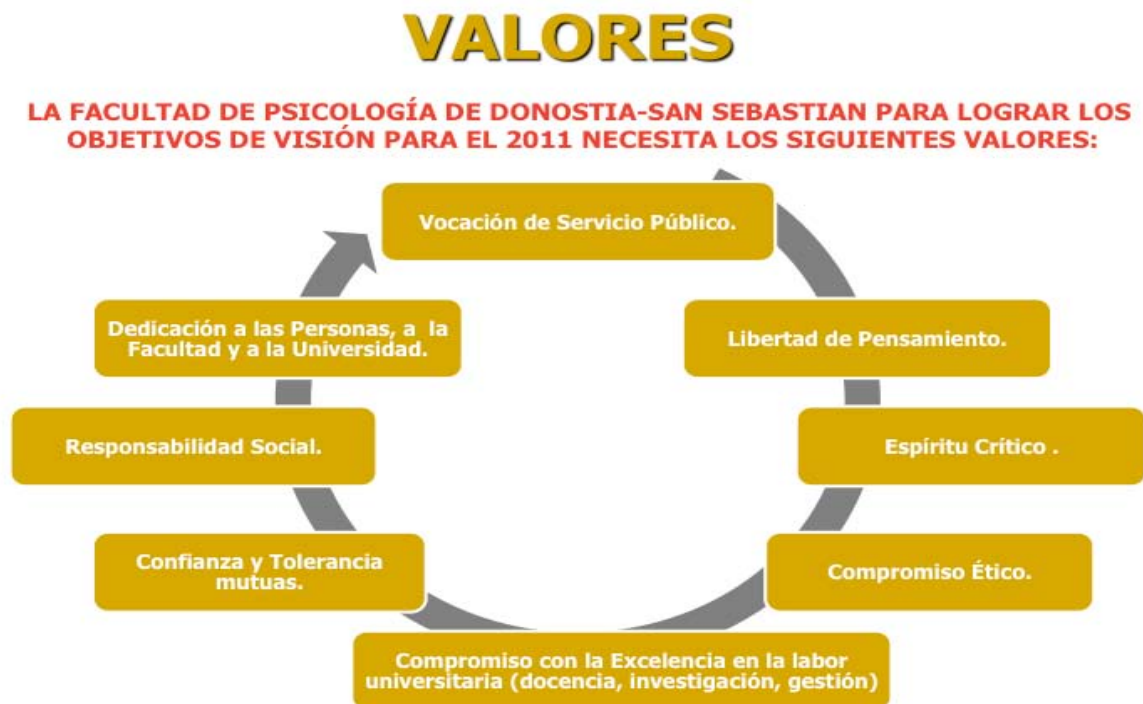 VALORES
LA FACULTAD DE PSICOLOGÍA DE DONOSTIA-SAN SEBASTIAN PARA LOGRAR LOS
OBJETIVOS DE VISIÓN PARA EL 2011 NECESITA LOS SIGUIENTES VALORES:
Vocación de Servicio Público.
Libertad de Pensamiento.
Espíritu Crítico .
Compromiso Ético.
Compromiso con la Excelencia en la labor
universitaria (docencia, investigación, gestión)
Confianza y Tolerancia
mutuas.
Responsabilidad Social.
Dedicación a las Personas, a la
Facultad y a la Universidad.